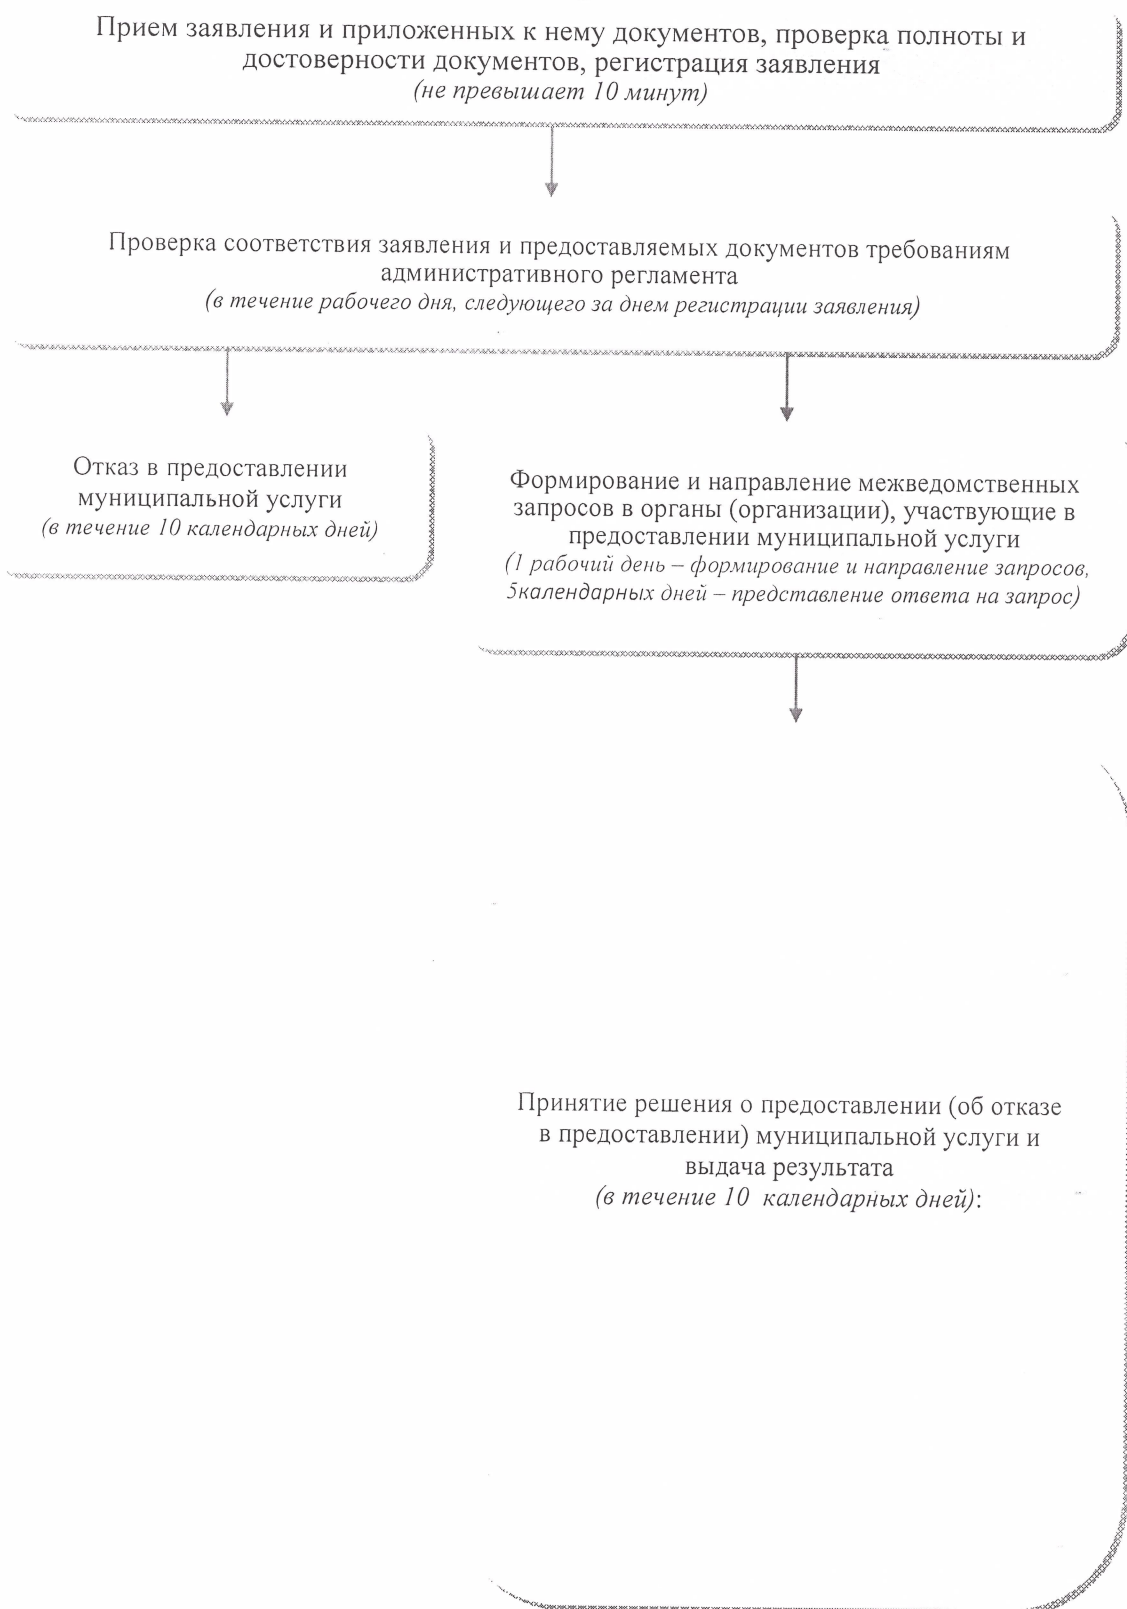 Прием заявления и приложенных к нему документов, проверка полноты и
достоверности документов, регистрация заявления
(не превышает 10 минут)
Проверка соответствия заявления и предоставляемых документов требованиям
административного регламента
(в течение рабочего дня, следующего за днем регистрации заявления)
Отказ в предоставлении
муниципальной услуги
(в течение 10 календарных дней)
Формирование и направление межведомственных
запросов в органы (организации), участвующие в
предоставлении муниципальной услуги
(1 рабочий день – формирование и направление запросов,
5календарных дней – представление ответа на запрос)
Принятие решения о предоставлении (об отказе
в предоставлении) муниципальной услуги и
выдача результата
(в течение 10 календарных дней):